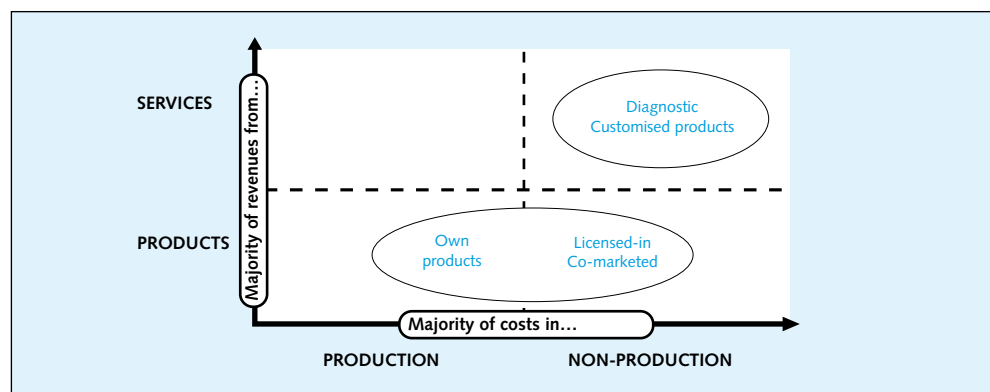 SERVICES
Majority of revenues from...
Diagnostic
Customised products
PRODUCTS
Own
products
Licensed-in
Co-marketed
Majority of costs in...
PRODUCTION
NON-PRODUCTION